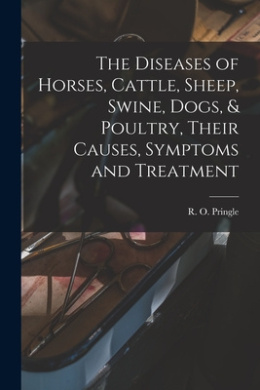 The Diseases of
Horses, Cattle, Sheep,
Swine, Dogs, &
Poultry, Their
Causes, Symptoms
and Treatment
R. O. Pringle